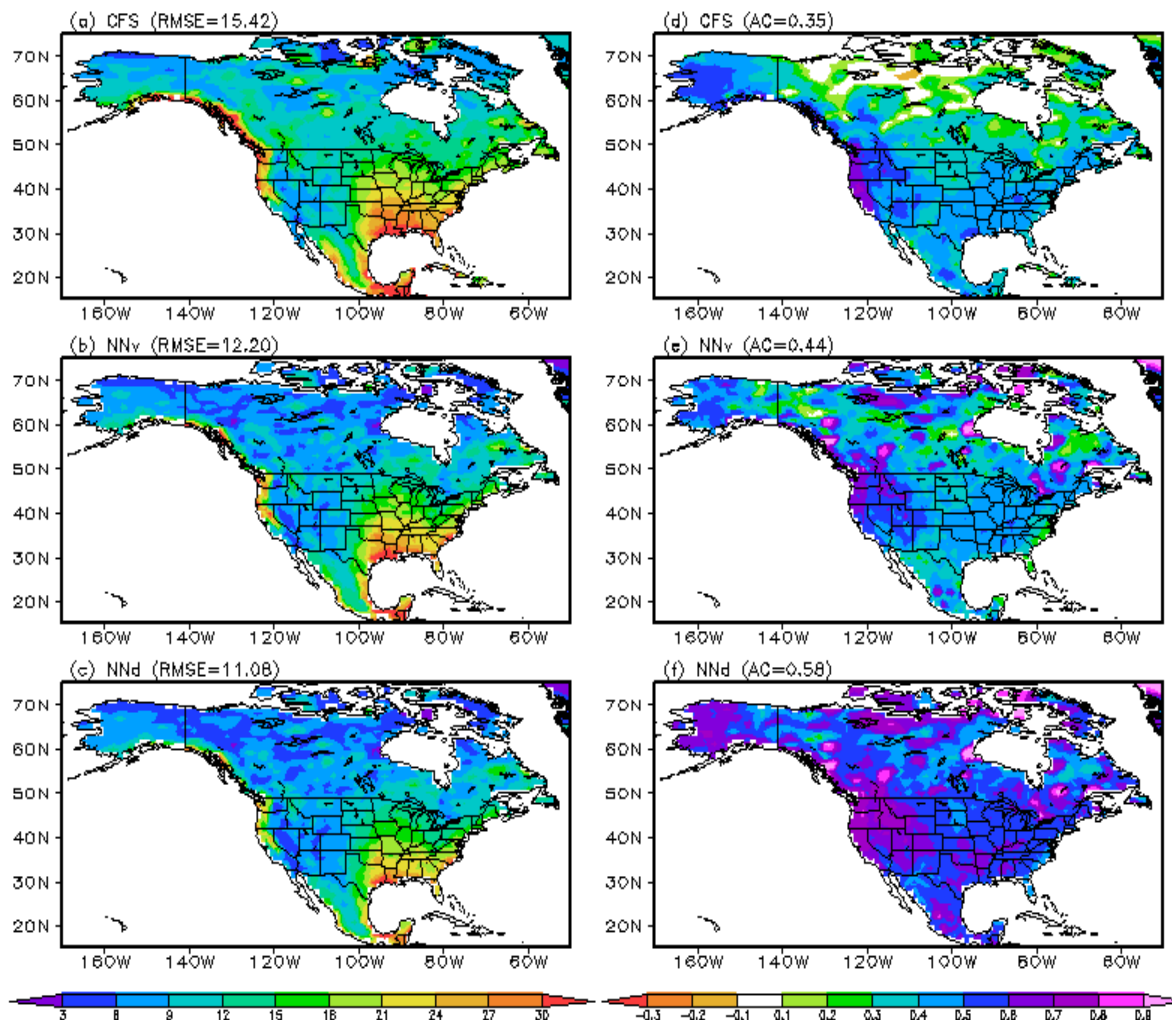 (a) CFS (RMSE=15.42)
(d) CFS (AC=0.35)
70N
60N
50N
40N
30N
20N
160W 140W 120W 100W 80W 60W
70N
60N
50N
40N
30N
20N
160W 140W 120W 100W 80W 60W
(b) NNv (RMSE=12.20)
(e) NNv (AC=0.44)
70N
60N
50N
40N
30N
20N
160W 140W 120W 100W 80W 60W
70N
60N
50N
40N
30N
20N
160W 140W 120W 100W 80W 60W
(c) NNd (RMSE=11.08)
(f) NNd (AC=0.58)
70N
60N
50N
40N
30N
20N
160W 140W 120W 100W 80W 60W
70N
60N
50N
40N
30N
20N
160W 140W 120W 100W 80W 60W
3 6 9 12 15 18 21 24 27 30
-0.3 -0.2 -0.1 0.1 0.2 0.3 0.4 0.5 0.6 0.7 0.8 0.9